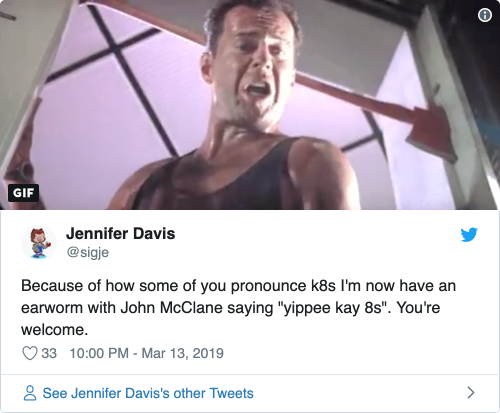 GIF
Jennifer Davis
@sigje
Because of how some of you pronounce k8s I'm now have an
earworm with John McClane saying "yippee kay 8s". You're
welcome.
33 10:00 PM - Mar 13, 2019
See Jennifer Davis's other Tweets